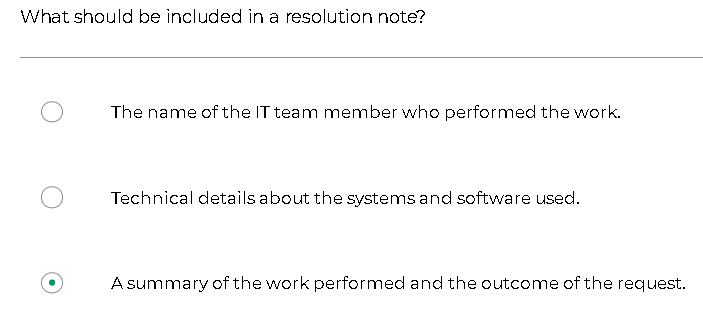 What should be included in a resolution note?
The name of the IT team member who performed the work.
Technical details about the systems and software used.
A summary of the work performed and the outcome of the request.